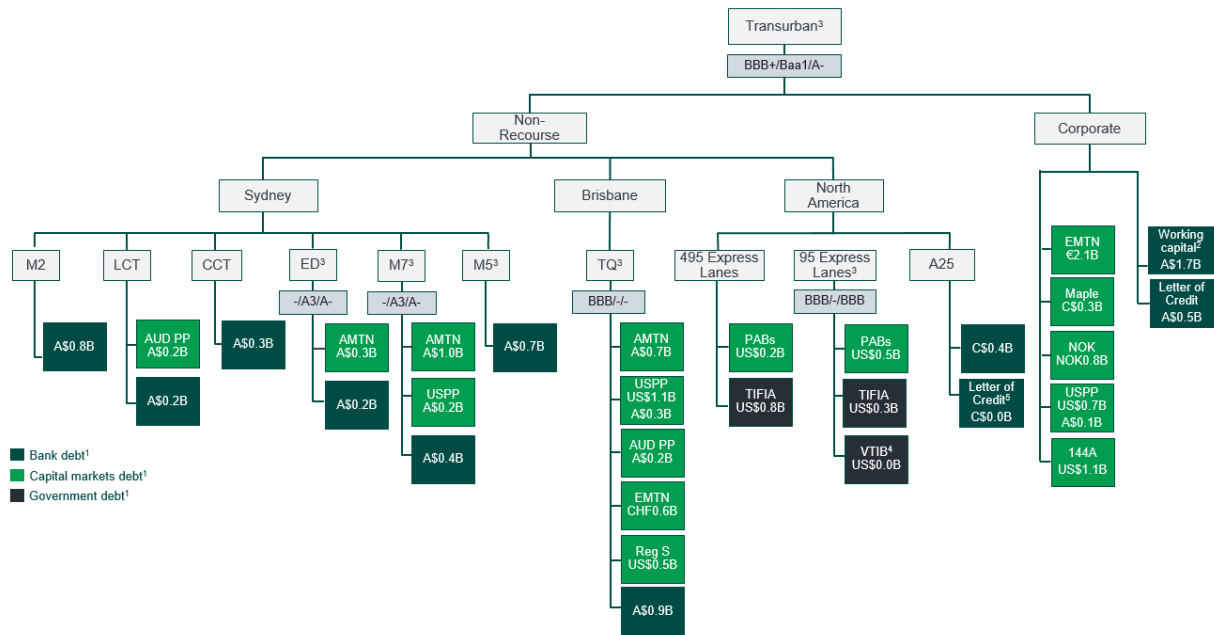 Transurban³
BBB+/Baa1/A-
Non-
Recourse
Corporate
Sydney
Brisbane
North
America
M2
LCT
CCT
ED³
M7³
M5³
TQ³
495 Express
Lanes
95 Express
Lanes³
A25
-/A3/A-
-/A3/A-
BBB/-/-
BBB/-/BBB
A$0.8B
AUD PP
A$0.2B
A$0.2B
A$0.3B
AMTN
A$0.3B
A$0.2B
AMTN
A$1.0B
USPP
A$0.2B
A$0.4B
A$0.7B
AMTN
A$0.7B
USPP
US$1.1B
A$0.3B
AUD PP
A$0.2B
EMTN
CHF0.6B
Reg S
US$0.5B
A$0.9B
PABs
US$0.2B
TIFIA
US$0.8B
PABs
US$0.5B
TIFIA
US$0.3B
VTIB⁴
US$0.0B
C$0.4B
Letter of
Credit⁵
C$0.0B
EMTN
€2.1B
Maple
C$0.3B
NOK
NOK0.8B
USPP
US$0.7B
A$0.1B
144A
US$1.1B
Working
capital²
A$1.7B
Letter of
Credit
A$0.5B
Bank debt¹
Capital markets debt¹
Government debt¹